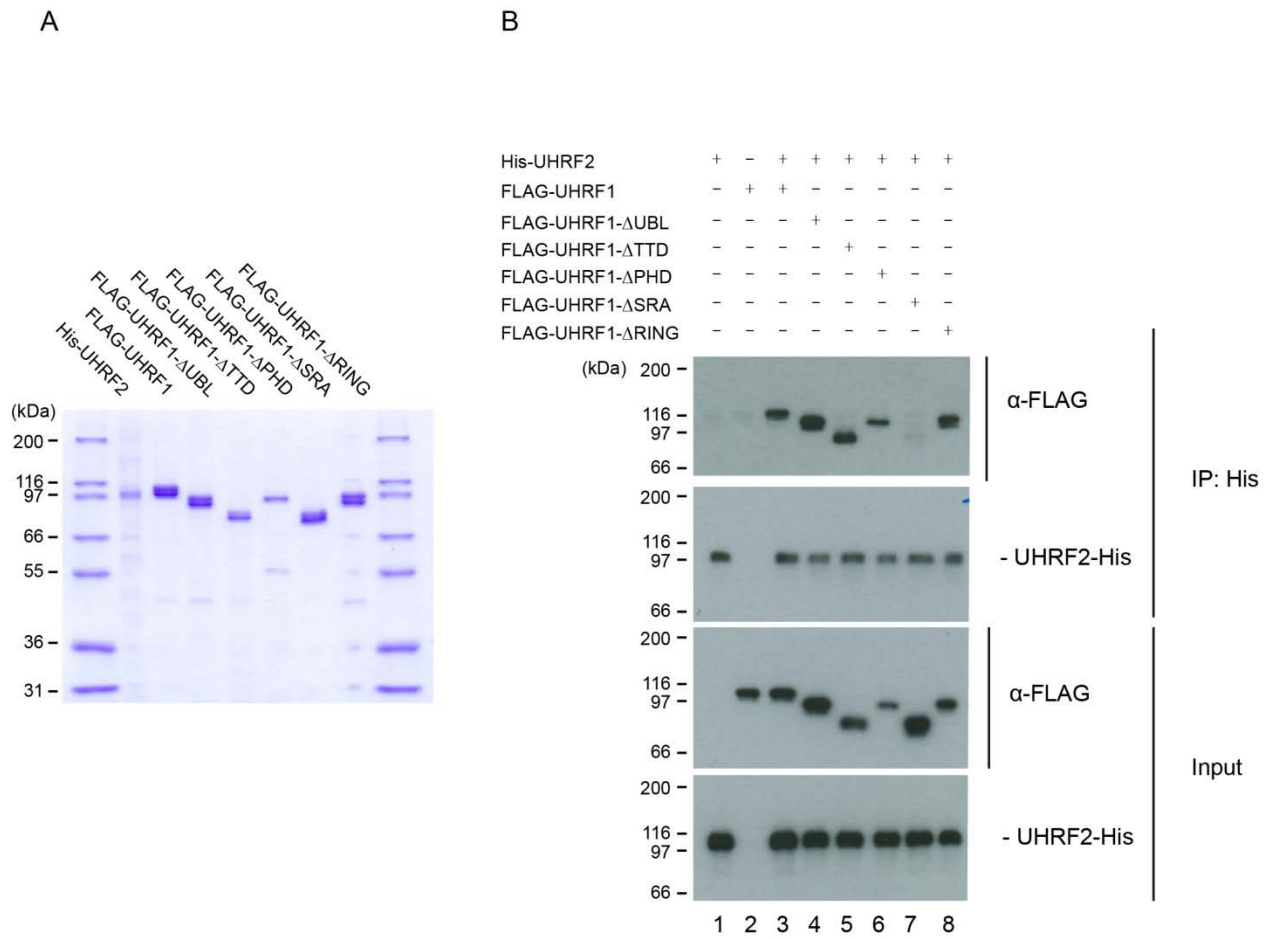 A
B
His-UHRF2 + – + + + + + +
FLAG-UHRF1 – + + – – – – –
FLAG-UHRF1-ΔUBL – – – + – – – –
FLAG-UHRF1-ΔTTD – – – – + – – –
FLAG-UHRF1-ΔPHD – – – – – + – –
FLAG-UHRF1-ΔSRA – – – – – – + –
FLAG-UHRF1-ΔRING – – – – – – – +
His-UHRF2
FLAG-UHRF1
FLAG-UHRF1-ΔUBL
FLAG-UHRF1-ΔTTD
FLAG-UHRF1-ΔPHD
FLAG-UHRF1-ΔSRA
FLAG-UHRF1-ΔRING
(kDa)
200
116
97
66
55
36
31
(kDa)
200
116
97
66
α-FLAG
200
116
97
66
- UHRF2-His
IP: His
200
116
97
66
α-FLAG
200
116
97
66
- UHRF2-His
Input
1 2 3 4 5 6 7 8